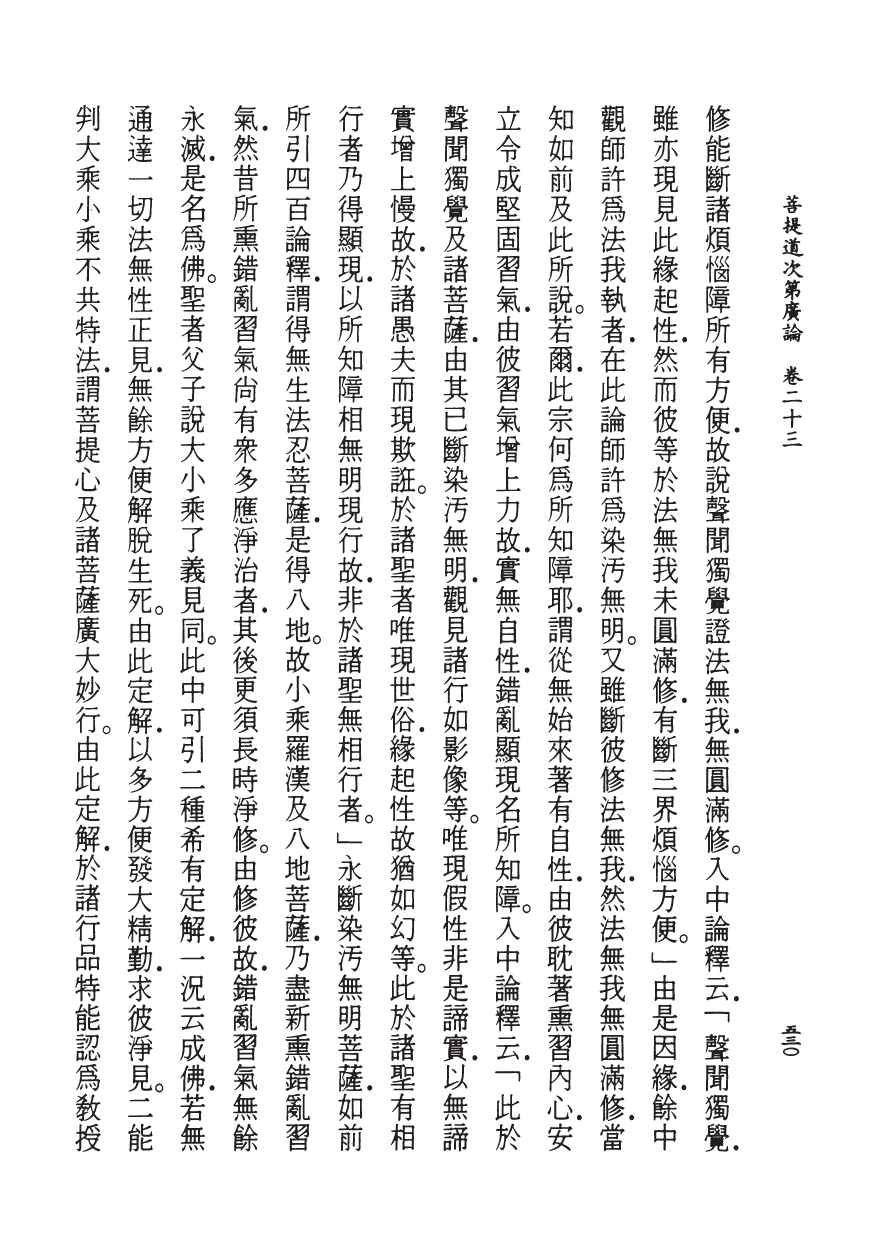 菩提道次第廣論　卷二十三
五三〇
修能斷諸煩惱障所有方便．故說聲聞獨覺證法無我．無圓滿修。入中論釋云．「聲聞獨覺．
雖亦現見此緣起性．然而彼等於法無我未圓滿修．有斷三界煩惱方便。」由是因緣．餘中
觀師許爲法我執者．在此論師許爲染汚無明。又雖斷彼修法無我．然法無我無圓滿修．當
知如前及此所說。若爾．此宗何爲所知障耶．謂從無始來著有自性．由彼耽著熏習內心．安
立令成堅固習氣．由彼習氣增上力故．實無自性．錯亂顯現名所知障。入中論釋云．「此於
聲聞獨覺及諸菩薩．由其已斷染汚無明．觀見諸行如影像等。唯現假性非是諦實．以無諦
實增上慢故．於諸愚夫而現欺誑。於諸聖者唯現世俗．緣起性故猶如幻等。此於諸聖有相
行者乃得顯現．以所知障相無明現行故．非於諸聖無相行者。」永斷染汚無明菩薩．如前
所引四百論釋．謂得無生法忍菩薩．是得八地。故小乘羅漢及八地菩薩．乃盡新熏錯亂習
氣．然昔所熏錯亂習氣尙有衆多應淨治者．其後更須長時淨修。由修彼故．錯亂習氣無餘
永滅．是名爲佛。聖者父子說大小乘了義見同。此中可引二種希有定解．一況云成佛．若無
通達一切法無性正見．無餘方便解脫生死。由此定解．以多方便發大精勤．求彼淨見。二能
判大乘小乘不共特法．謂菩提心及諸菩薩廣大妙行。由此定解．於諸行品特能認爲敎授